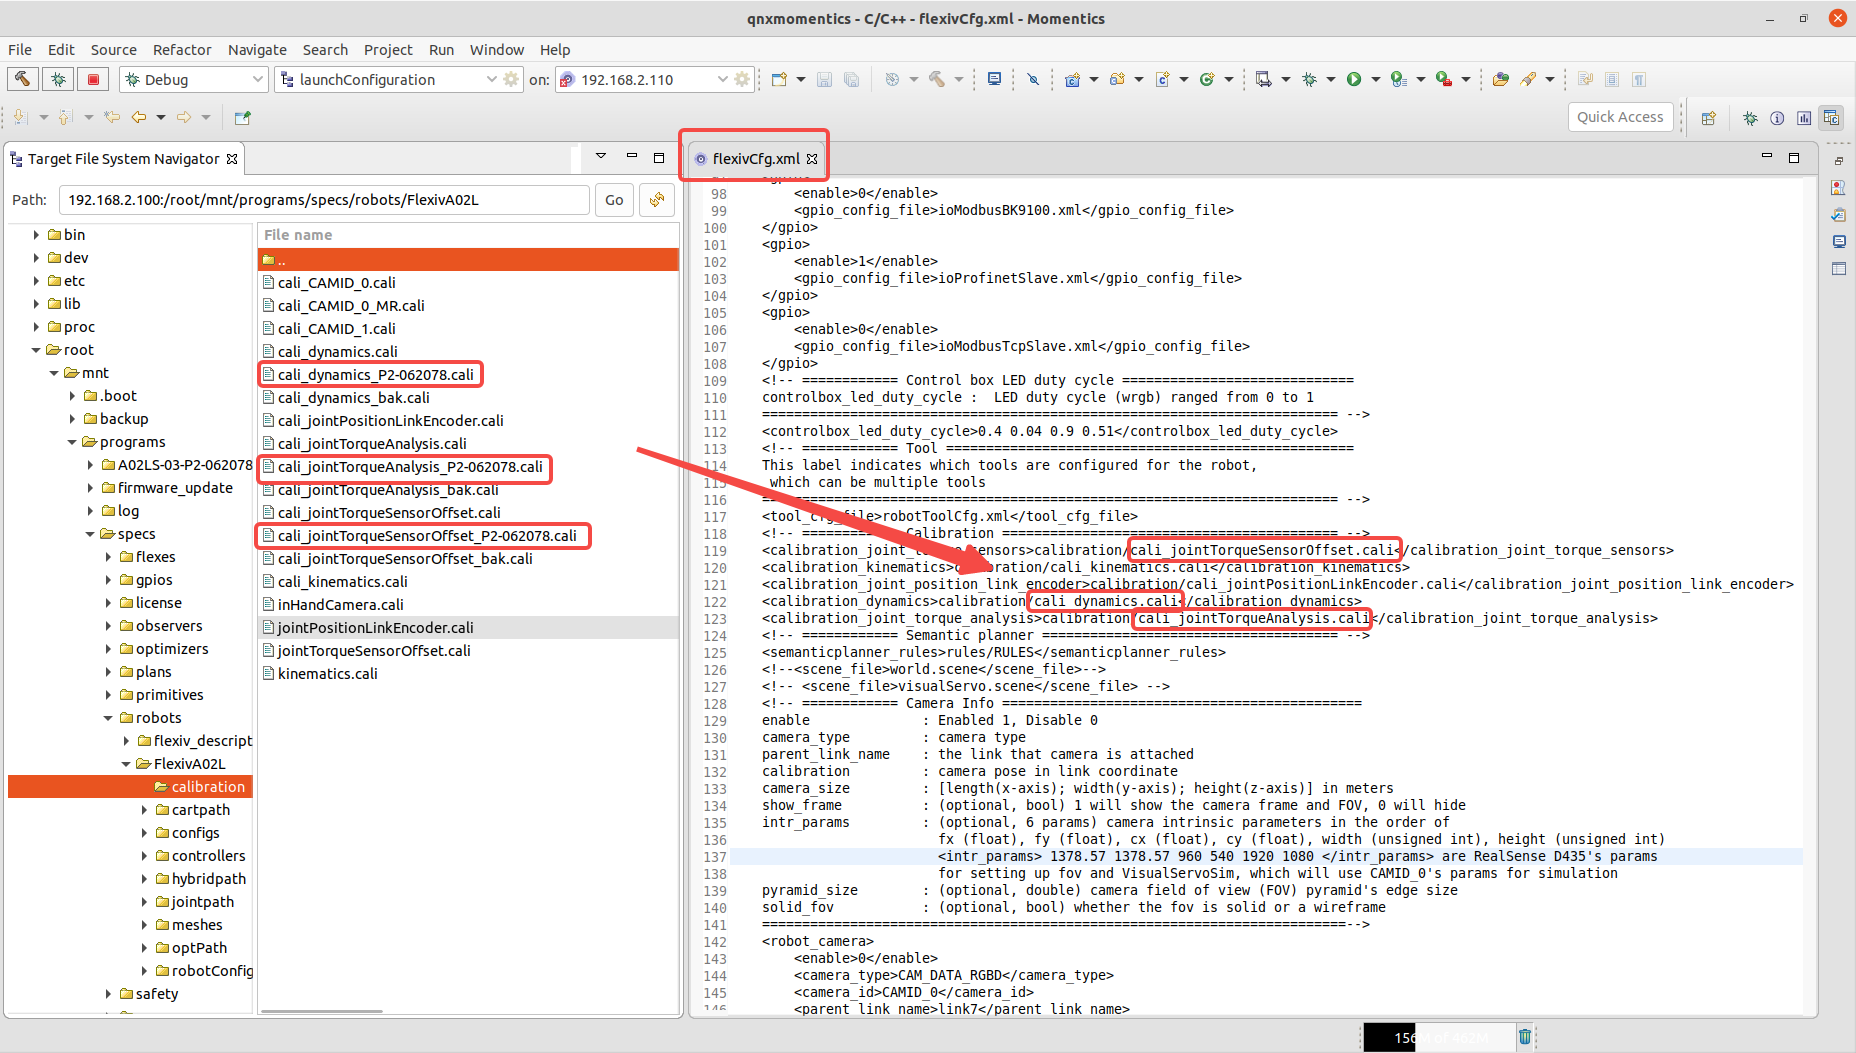 qnxmomentics - C/C++ - flexivCfg.xml - Momentics
File Edit Source Refactor Navigate Search Project Run Window Help
Debug launchConfiguration on: 192.168.2.110
Quick Access
Target File System Navigator
Path: 192.168.2.100:/root/mnt/programs/specs/robots/FlexivA02L Go
bin
dev
etc
lib
proc
root
mnt
.boot
backup
programs
A02LS-03-P2-062078
firmware_update
log
specs
flexes
gpios
license
observers
optimizers
plans
primitives
robots
flexiv_descript
FlexivA02L
calibration
cartpath
configs
controllers
hybridpath
jointpath
meshes
optPath
robotConfig
safety
File name
..
cali_CAMID_0.cali
cali_CAMID_0_MR.cali
cali_CAMID_1.cali
cali_dynamics.cali
cali_dynamics_P2-062078.cali
cali_dynamics_bak.cali
cali_jointPositionLinkEncoder.cali
cali_jointTorqueAnalysis.cali
cali_jointTorqueAnalysis_P2-062078.cali
cali_jointTorqueAnalysis_bak.cali
cali_jointTorqueSensorOffset.cali
cali_jointTorqueSensorOffset_P2-062078.cali
cali_jointTorqueSensorOffset_bak.cali
cali_kinematics.cali
inHandCamera.cali
jointPositionLinkEncoder.cali
jointTorqueSensorOffset.cali
kinematics.cali
flexivCfg.xml
98 <enable>0</enable>
99 <gpio_config_file>ioModbusBK9100.xml</gpio_config_file>
100 </gpio>
101 <gpio>
102 <enable>1</enable>
103 <gpio_config_file>ioProfinetSlave.xml</gpio_config_file>
104 </gpio>
105 <gpio>
106 <enable>0</enable>
107 <gpio_config_file>ioModbusTcpSlave.xml</gpio_config_file>
108 </gpio>
109 <!-- ============ Control box LED duty cycle =============================
110 controlbox_led_duty_cycle :  LED duty cycle (wrgb) ranged from 0 to 1
111 ======================================================================== -->
112 <controlbox_led_duty_cycle>0.4 0.04 0.9 0.51</controlbox_led_duty_cycle>
113 <!-- ============ Tool ===================================================
114 This label indicates which tools are configured for the robot,
115 which can be multiple tools
116 ======================================================================== -->
117 <tool_cfg_file>robotToolCfg.xml</tool_cfg_file>
118 <!-- ============ Calibration ========================================== -->
119 <calibration_joint_torque_sensors>calibration/cali_jointTorqueSensorOffset.cali</calibration_joint_torque_sensors>
120 <calibration_kinematics>calibration/cali_kinematics.cali</calibration_kinematics>
121 <calibration_joint_position_link_encoder>calibration/cali_jointPositionLinkEncoder.cali</calibration_joint_position_link_encoder>
122 <calibration_dynamics>calibration/cali_dynamics.cali</calibration_dynamics>
123 <calibration_joint_torque_analysis>calibration/cali_jointTorqueAnalysis.cali</calibration_joint_torque_analysis>
124 <!-- ============ Semantic planner ===================================== -->
125 <semanticplanner_rules>rules/RULES</semanticplanner_rules>
126 <!--<scene_file>world.scene</scene_file>-->
127 <!-- <scene_file>visualServo.scene</scene_file> -->
128 <!-- ============ Camera Info =============================================
129 enable : Enabled 1, Disable 0
130 camera_type : camera type
131 parent_link_name : the link that camera is attached
132 calibration : camera pose in link coordinate
133 camera_size : [length(x-axis); width(y-axis); height(z-axis)] in meters
134 show_frame : (optional, bool) 1 will show the camera frame and FOV, 0 will hide
135 intr_params : (optional, 6 params) camera intrinsic parameters in the order of
136 fx (float), fy (float), cx (float), cy (float), width (unsigned int), height (unsigned int)
137 <intr_params> 1378.57 1378.57 960 540 1920 1080 </intr_params> are RealSense D435's params
138 for setting up fov and VisualServoSim, which will use CAMID_0's params for simulation
139 pyramid_size : (optional, double) camera field of view (FOV) pyramid's edge size
140 solid_fov : (optional, bool) whether the fov is solid or a wireframe
141 =========================================================================-->
142 <robot_camera>
143 <enable>0</enable>
144 <camera_type>CAM_DATA_RGBD</camera_type>
145 <camera_id>CAMID_0</camera_id>
146 <parent_link_name>link7</parent_link_name>
156M of 462M